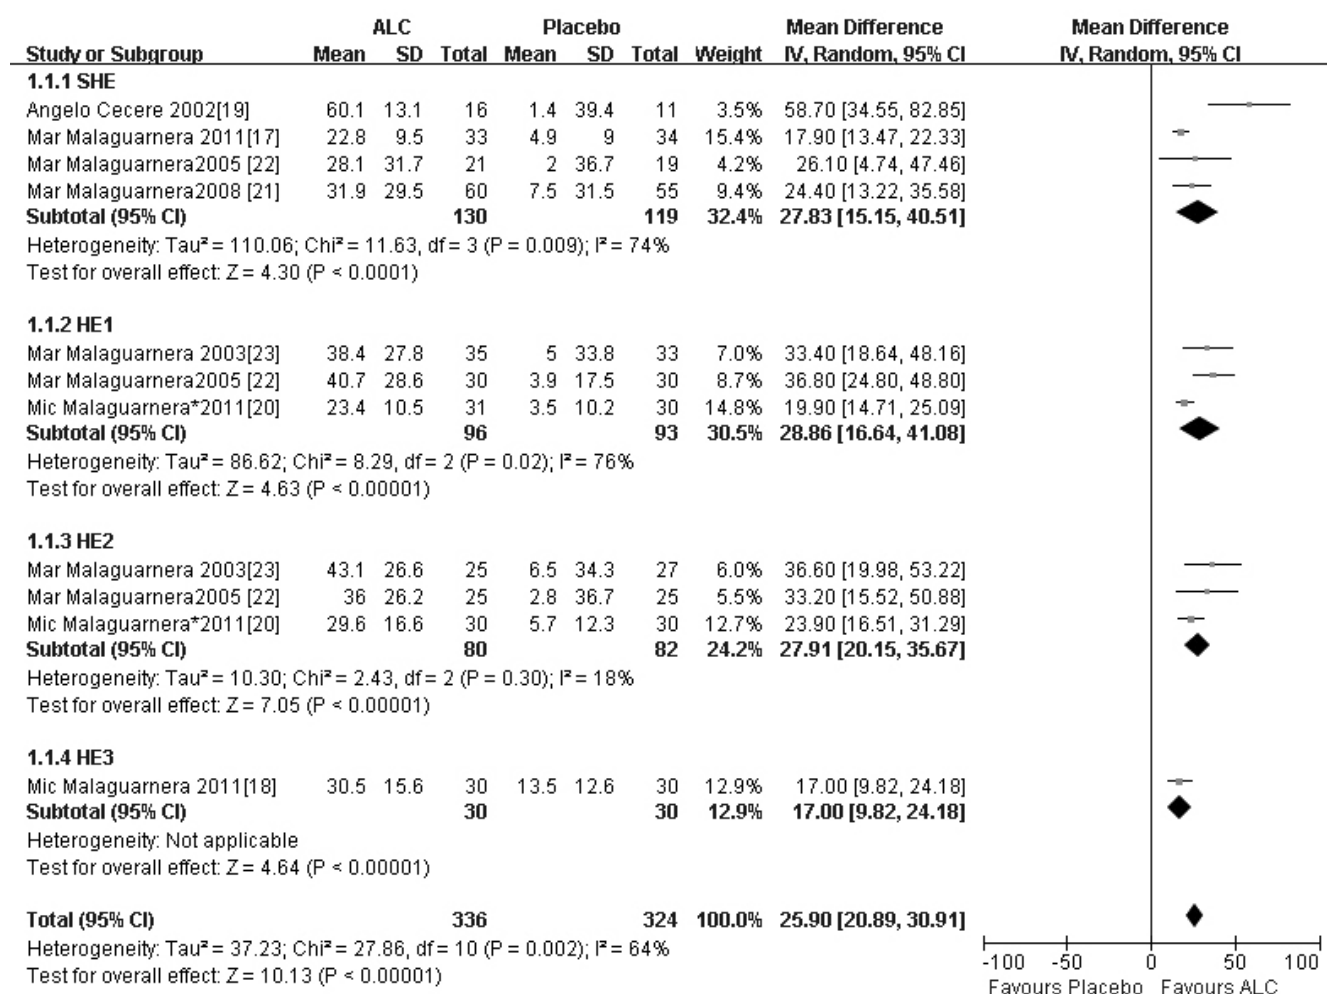 ALC Placebo Mean Difference Mean Difference
Study or Subgroup Mean SD Total Mean SD Total Weight IV, Random, 95% CI IV, Random, 95% CI
1.1.1 SHE
Angelo Cecere 2002[19] 60.1 13.1 16 1.4 39.4 11 3.5% 58.70 [34.55, 82.85]
Mar Malaguarnera 2011[17] 22.8 9.5 33 4.9 9 34 15.4% 17.90 [13.47, 22.33]
Mar Malaguarnera2005 [22] 28.1 31.7 21 2 36.7 19 4.2% 26.10 [4.74, 47.46]
Mar Malaguarnera2008 [21] 31.9 29.5 60 7.5 31.5 55 9.4% 24.40 [13.22, 35.58]
Subtotal (95% CI) 130 119 32.4% 27.83 [15.15, 40.51]
Heterogeneity: Tau² = 110.06; Chi² = 11.63, df = 3 (P = 0.009); I² = 74%
Test for overall effect: Z = 4.30 (P < 0.0001)
1.1.2 HE1
Mar Malaguarnera 2003[23] 38.4 27.8 35 5 33.8 33 7.0% 33.40 [18.64, 48.16]
Mar Malaguarnera2005 [22] 40.7 28.6 30 3.9 17.5 30 8.7% 36.80 [24.80, 48.80]
Mic Malaguarnera*2011[20] 23.4 10.5 31 3.5 10.2 30 14.8% 19.90 [14.71, 25.09]
Subtotal (95% CI) 96 93 30.5% 28.86 [16.64, 41.08]
Heterogeneity: Tau² = 86.62; Chi² = 8.29, df = 2 (P = 0.02); I² = 76%
Test for overall effect: Z = 4.63 (P < 0.00001)
1.1.3 HE2
Mar Malaguarnera 2003[23] 43.1 26.6 25 6.5 34.3 27 6.0% 36.60 [19.98, 53.22]
Mar Malaguarnera2005 [22] 36 26.2 25 2.8 36.7 25 5.5% 33.20 [15.52, 50.88]
Mic Malaguarnera*2011[20] 29.6 16.6 30 5.7 12.3 30 12.7% 23.90 [16.51, 31.29]
Subtotal (95% CI) 80 82 24.2% 27.91 [20.15, 35.67]
Heterogeneity: Tau² = 10.30; Chi² = 2.43, df = 2 (P = 0.30); I² = 18%
Test for overall effect: Z = 7.05 (P < 0.00001)
1.1.4 HE3
Mic Malaguarnera 2011[18] 30.5 15.6 30 13.5 12.6 30 12.9% 17.00 [9.82, 24.18]
Subtotal (95% CI) 30 30 12.9% 17.00 [9.82, 24.18]
Heterogeneity: Not applicable
Test for overall effect: Z = 4.64 (P < 0.00001)
Total (95% CI) 336 324 100.0% 25.90 [20.89, 30.91]
Heterogeneity: Tau² = 37.23; Chi² = 27.86, df = 10 (P = 0.002); I² = 64%
Test for overall effect: Z = 10.13 (P < 0.00001)
-100 -50 0 50 100
Favours Placebo Favours ALC